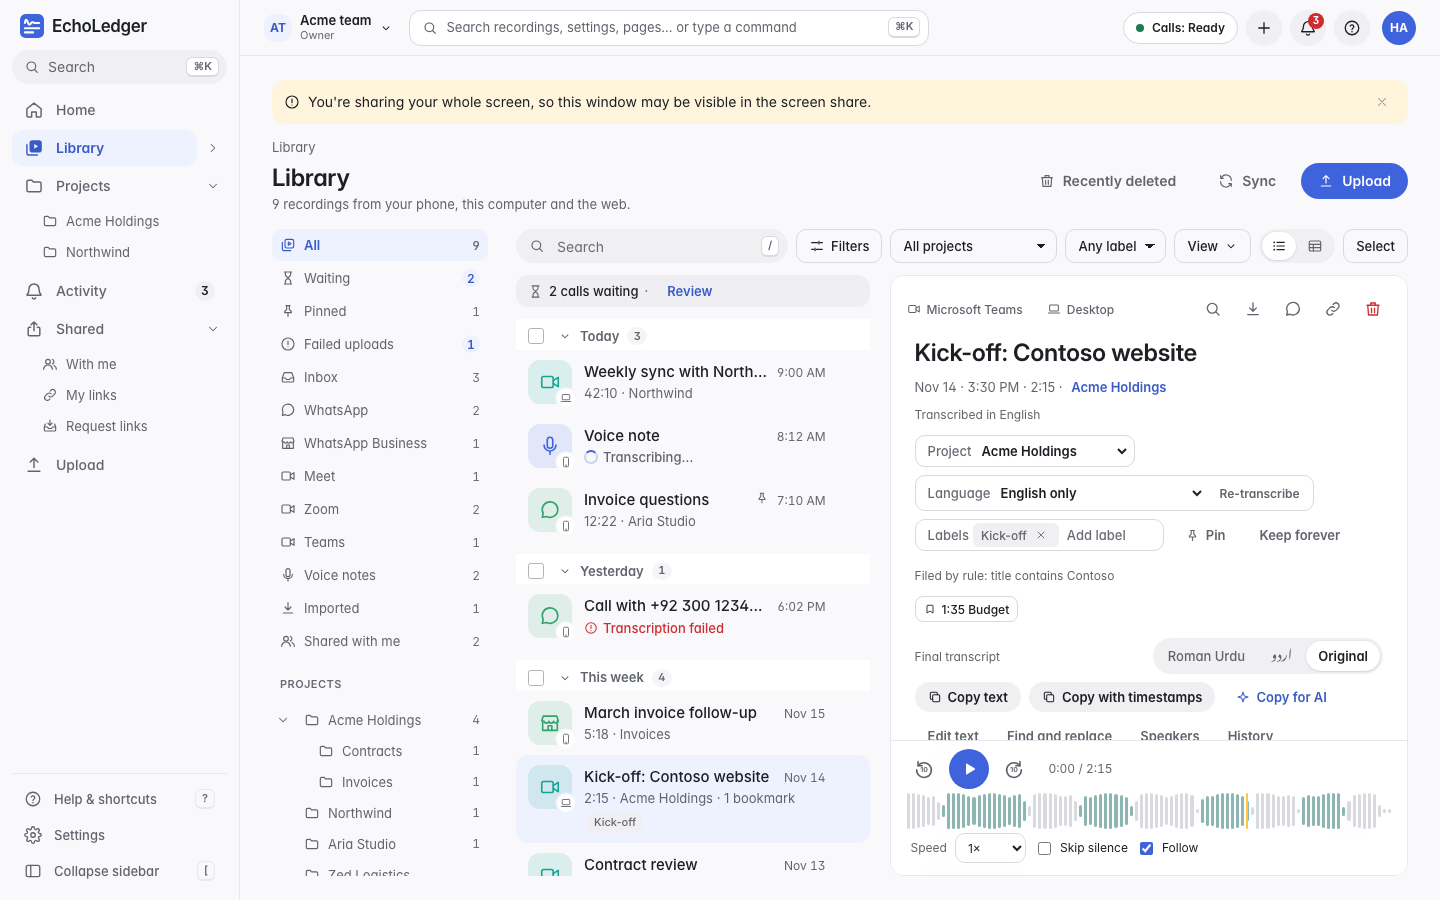 EchoLedger
Search ⌘K
Home
Library
Projects
Acme Holdings
Northwind
Activity 3
Shared
With me
My links
Request links
Upload
Help & shortcuts ?
Settings
Collapse sidebar [
AT Acme team
Owner
Search recordings, settings, pages... or type a command ⌘K
Calls: Ready
3
HA
You're sharing your whole screen, so this window may be visible in the screen share.
Library
Library
9 recordings from your phone, this computer and the web.
Recently deleted
Sync
Upload
All 9
Waiting 2
Pinned 1
Failed uploads 1
Inbox 3
WhatsApp 2
WhatsApp Business 1
Meet 1
Zoom 2
Teams 1
Voice notes 2
Imported 1
Shared with me 2
PROJECTS
Acme Holdings 4
Contracts 1
Invoices 1
Northwind 1
Aria Studio 1
Zed Logistics
Search /
Filters
All projects
Any label
View
Select
2 calls waiting · Review
Today 3
Weekly sync with North... 9:00 AM
42:10 · Northwind
Voice note 8:12 AM
Transcribing...
Invoice questions 7:10 AM
12:22 · Aria Studio
Yesterday 1
Call with +92 300 1234... 6:02 PM
Transcription failed
This week 4
March invoice follow-up Nov 15
5:18 · Invoices
Kick-off: Contoso website Nov 14
2:15 · Acme Holdings · 1 bookmark
Kick-off
Contract review Nov 13
Microsoft Teams Desktop
Kick-off: Contoso website
Nov 14 · 3:30 PM · 2:15 · Acme Holdings
Transcribed in English
Project Acme Holdings
Language English only Re-transcribe
Labels Kick-off Add label
Pin
Keep forever
Filed by rule: title contains Contoso
1:35 Budget
Final transcript
Roman Urdu اردو Original
Copy text
Copy with timestamps
Copy for AI
Edit text Find and replace Speakers History
10 10 0:00 / 2:15
Speed 1× Skip silence Follow